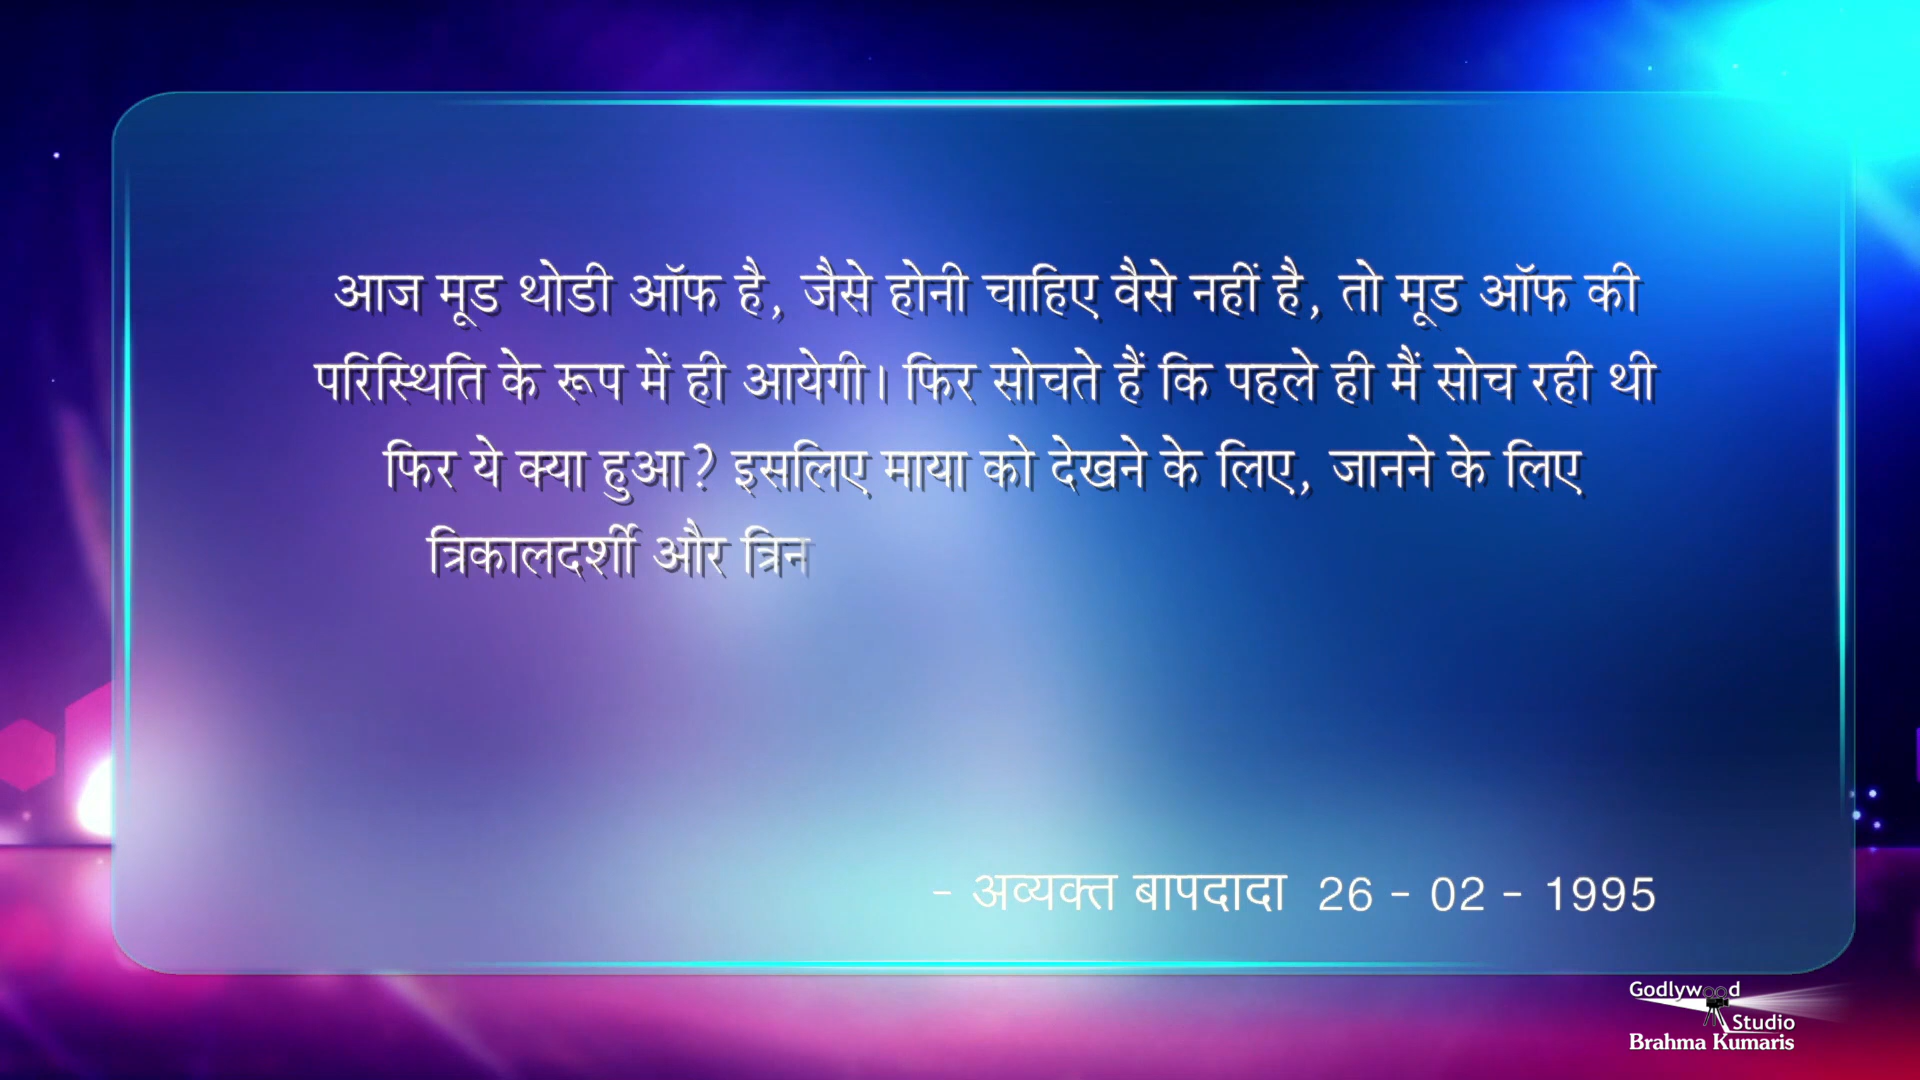 आज मूड थोडी ऑफ है, जैसे होनी चाहिए वैसे नहीं है, तो मूड ऑफ की
परिस्थिति के रूप में ही आयेगी। फिर सोचते हैं कि पहले ही मैं सोच रही थी
फिर ये क्या हुआ? इसलिए माया को देखने के लिए, जानने के लिए
त्रिकालदर्शी और त्रिन
- अव्यक्त बापदादा 26 - 02 - 1995
Godlywood
Studio
Brahma Kumaris